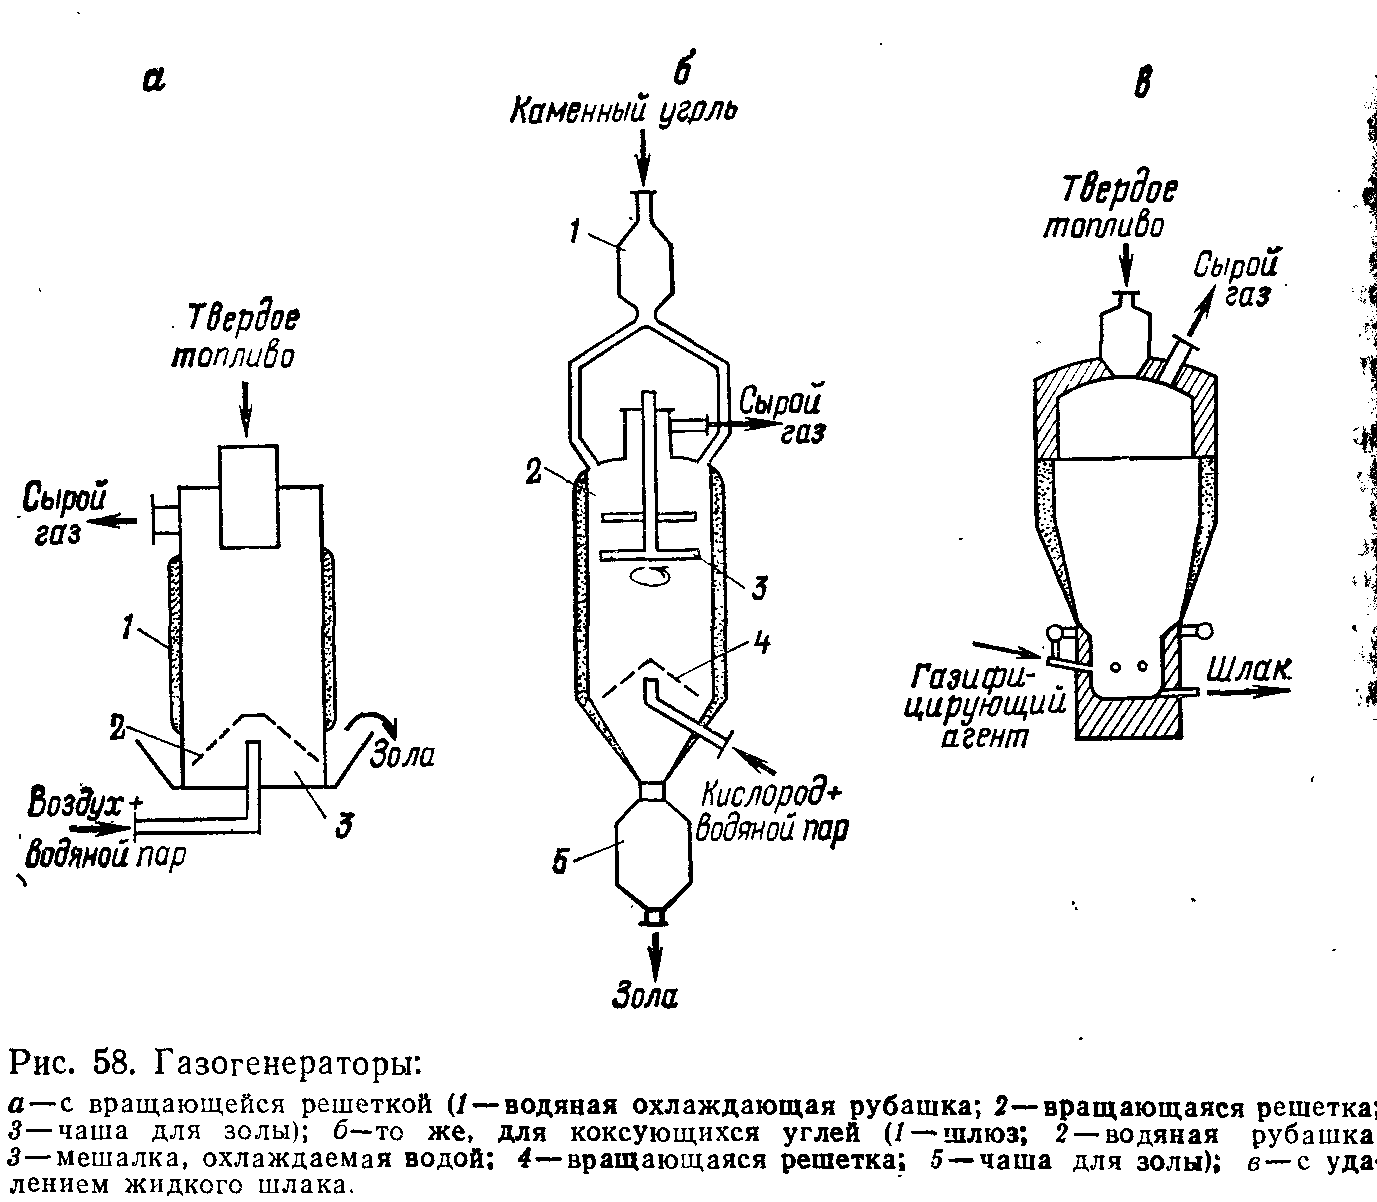 а
б
в
Каменный уголь
1
Твердое
топливо
Сырой
газ
Твердое
топливо
Сырой
газ
2
Сырой
газ
3
1
4
Газифи-
цирующий
агент
Шлак
2
Зола
Воздух+
водяной пар
3
Кислород+
водяной пар
5
Зола
Рис. 58. Газогенераторы:
а—с вращающейся решеткой (1—водяная охлаждающая рубашка; 2—вращающаяся решетка;
3—чаша для золы); б—то же, для коксующихся углей (1—шлюз; 2—водяная рубашка
3—мешалка, охлаждаемая водой; 4—вращающаяся решетка; 5—чаша для золы); в—с уда-
лением жидкого шлака.